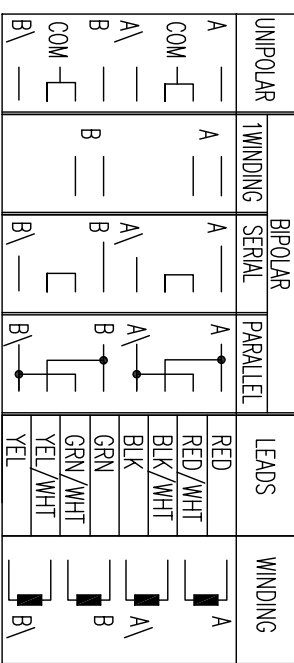 UNIPOLAR
A
COM
A\
B
COM
B\
BIPOLAR
1WINDING
A
B
SERIAL
A
A\
B
B\
PARALLEL
A
A\
B
B\
LEADS
RED
RED/WHT
BLK/WHT
BLK
GRN
GRN/WHT
YEL/WHT
YEL
WINDING
A
A\
B
B\